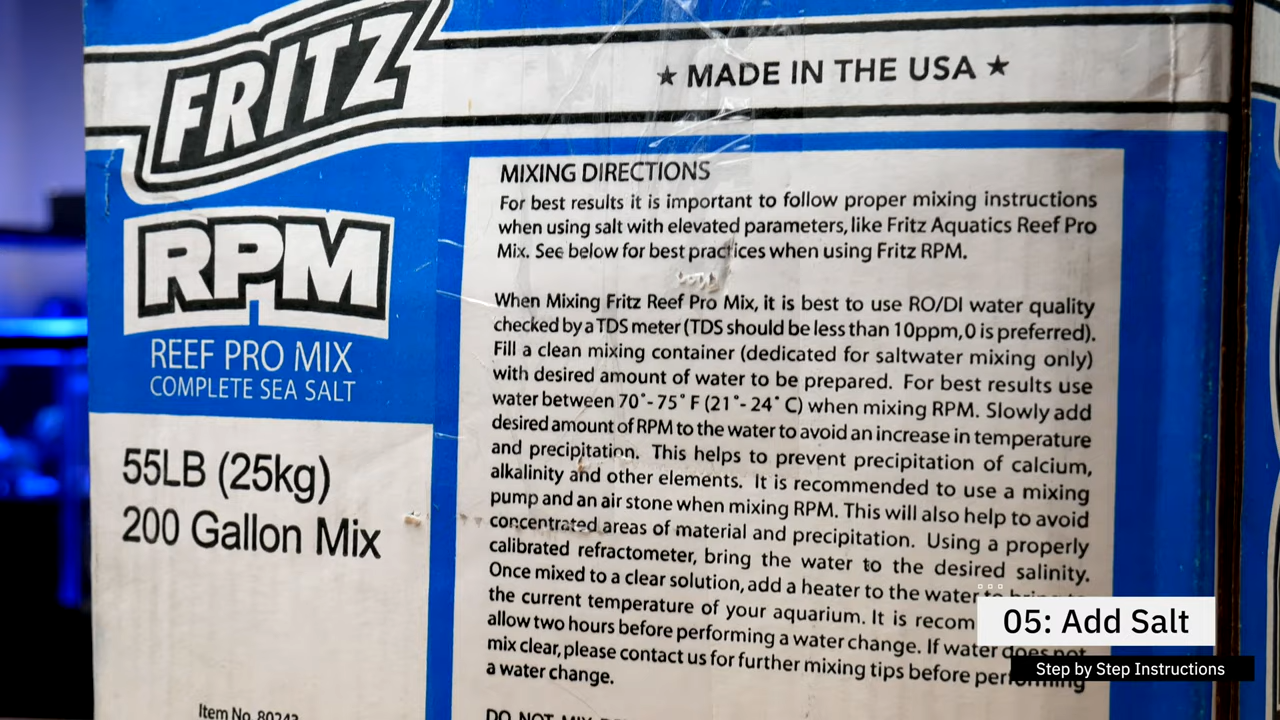 FRITZ
★ MADE IN THE USA ★
RPM
REEF PRO MIX
COMPLETE SEA SALT
55LB (25kg)
200 Gallon Mix
Item No. 80243
MIXING DIRECTIONS
For best results it is important to follow proper mixing instructions
when using salt with elevated parameters, like Fritz Aquatics Reef Pro
Mix. See below for best practices when using Fritz RPM.
When Mixing Fritz Reef Pro Mix, it is best to use RO/DI water quality
checked by a TDS meter (TDS should be less than 10ppm, 0 is preferred).
Fill a clean mixing container (dedicated for saltwater mixing only)
with desired amount of water to be prepared. For best results use
water between 70°- 75° F (21°- 24° C) when mixing RPM. Slowly add
desired amount of RPM to the water to avoid an increase in temperature
and precipitation. This helps to prevent precipitation of calcium,
alkalinity and other elements. It is recommended to use a mixing
pump and an air stone when mixing RPM. This will also help to avoid
concentrated areas of material and precipitation. Using a properly
calibrated refractometer, bring the water to the desired salinity.
Once mixed to a clear solution, add a heater to the water to bring to
the current temperature of your aquarium. It is recom
allow two hours before performing a water change. If water does not
mix clear, please contact us for further mixing tips before performing
a water change.
DO NOT MIX
05: Add Salt
Step by Step Instructions